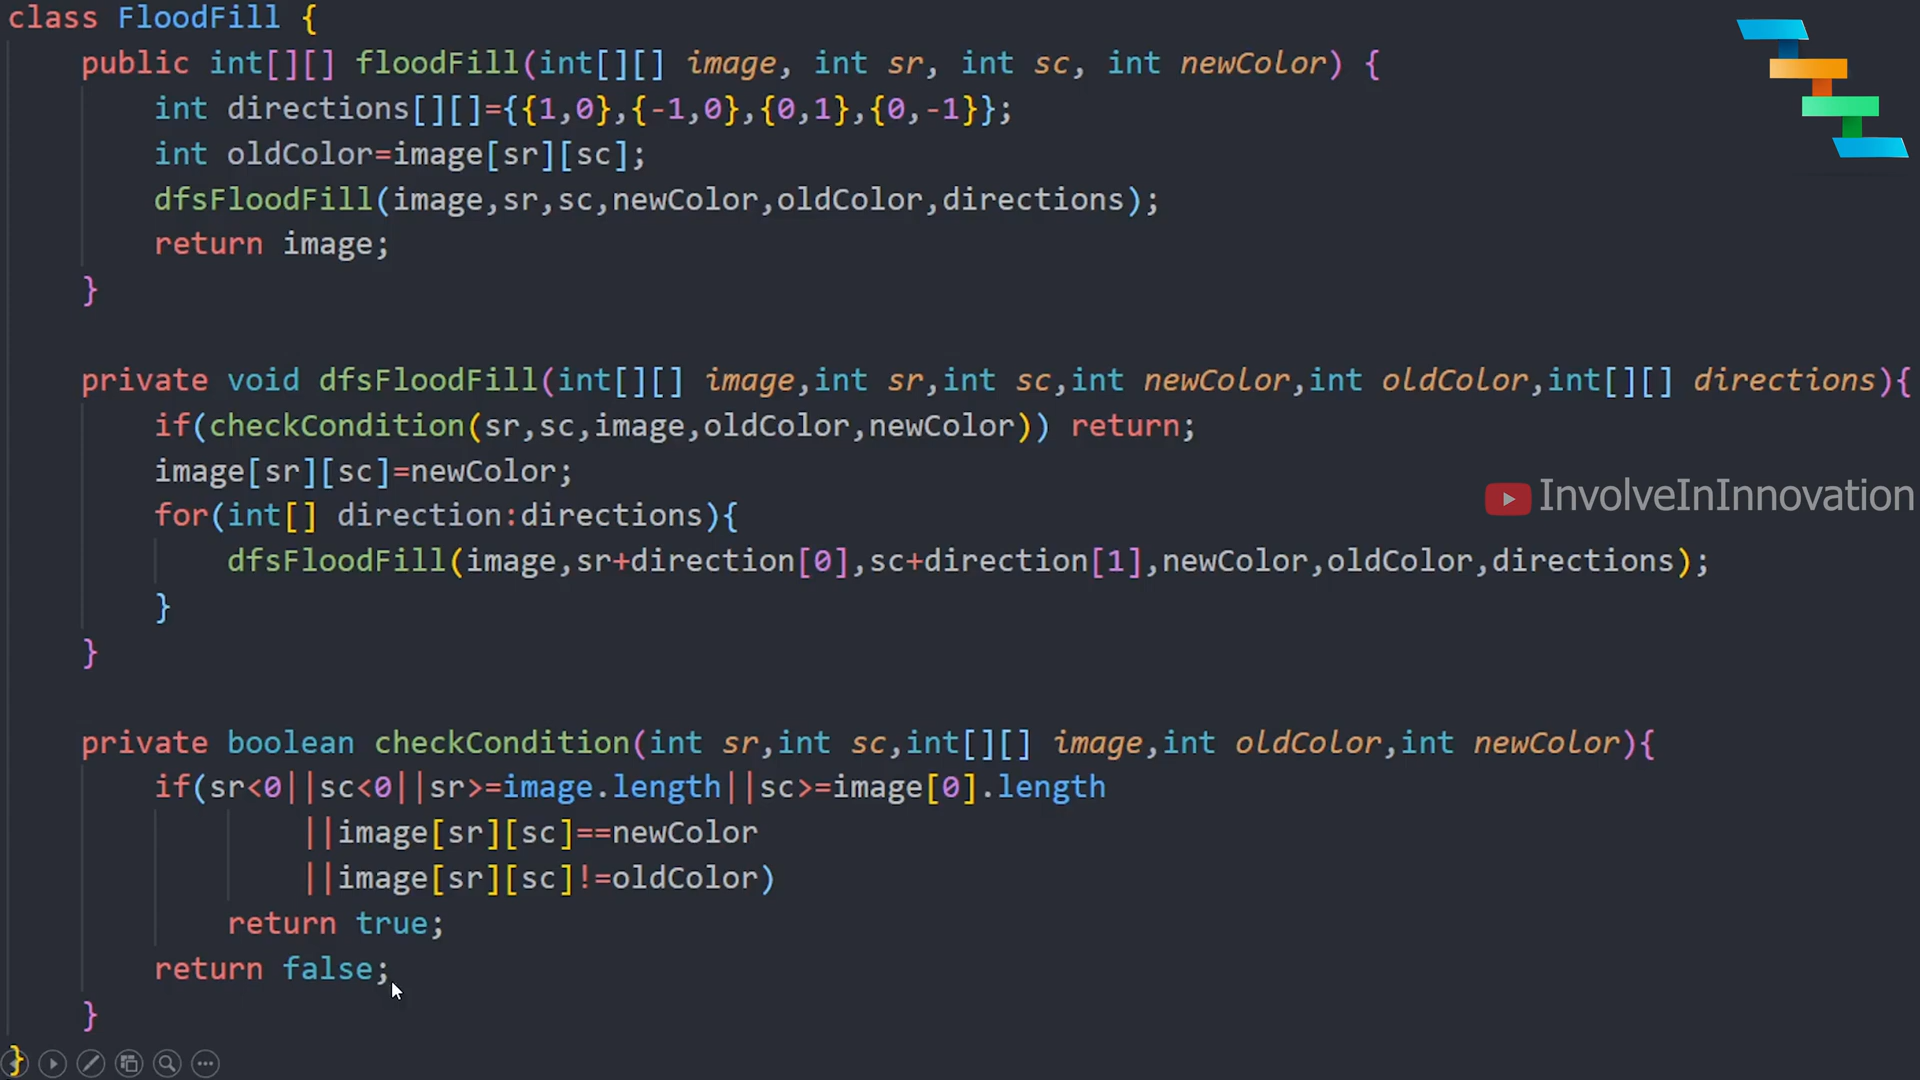 class FloodFill {
public int[][] floodFill(int[][] image, int sr, int sc, int newColor) {
int directions[][]={{1,0},{-1,0},{0,1},{0,-1}};
int oldColor=image[sr][sc];
dfsFloodFill(image,sr,sc,newColor,oldColor,directions);
return image;
}
private void dfsFloodFill(int[][] image,int sr,int sc,int newColor,int oldColor,int[][] directions){
if(checkCondition(sr,sc,image,oldColor,newColor)) return;
image[sr][sc]=newColor;
InvolveInInnovation
for(int[] direction:directions){
dfsFloodFill(image,sr+direction[0],sc+direction[1],newColor,oldColor,directions);
}
}
private boolean checkCondition(int sr,int sc,int[][] image,int oldColor,int newColor){
if(sr<0||sc<0||sr>=image.length||sc>=image[0].length
||image[sr][sc]==newColor
||image[sr][sc]!=oldColor)
return true;
return false;
}
}